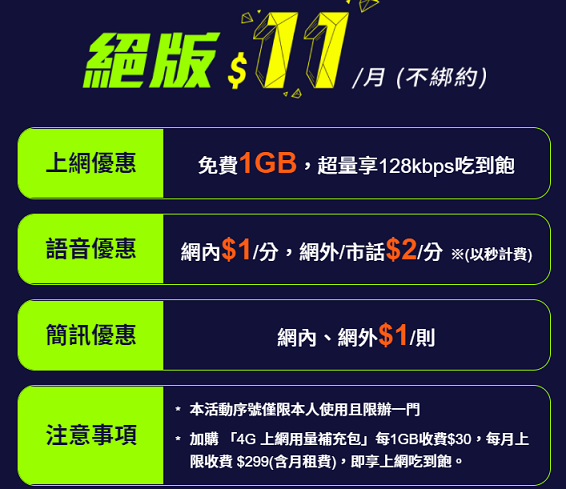 絕版 $11/月 (不綁約)
上網優惠
免費1GB，超量享128kbps吃到飽
語音優惠
網內$1/分，網外/市話$2/分 ※(以秒計費)
簡訊優惠
網內、網外$1/則
注意事項
* 本活動序號僅限本人使用且限辦一門
* 加購 「4G 上網用量補充包」每1GB收費$30，每月上
限收費 $299(含月租費)，即享上網吃到飽。